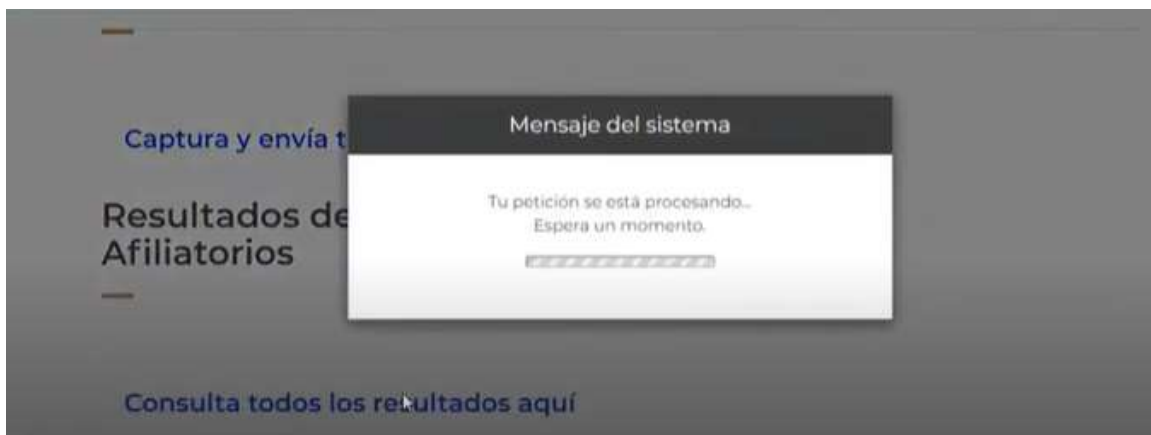 Mensaje del sistema
Captura y envía t
Tu petición se está procesando...
Espera un momento.
Resultados de
Afiliatorios
Consulta todos los resultados aquí